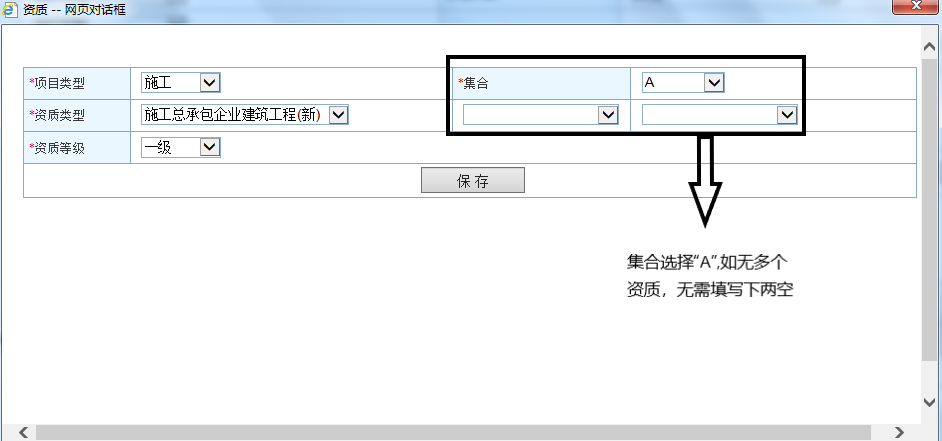 资质 -- 网页对话框
*项目类型 施工 *集合 A
*资质类型 施工总承包企业建筑工程(新)
*资质等级 一级
保 存
集合选择“A”,如无多个
资质，无需填写下两空